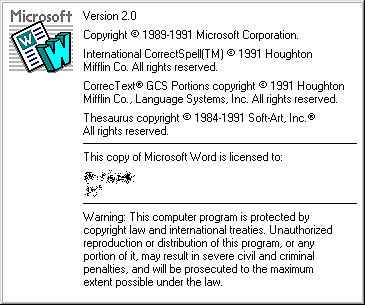 Microsoft
Version 2.0
Copyright © 1989-1991 Microsoft Corporation.
International CorrectSpell(TM) © 1991 Houghton
Mifflin Co. All rights reserved.
CorrecText® GCS Portions copyright © 1991 Houghton
Mifflin Co., Language Systems, Inc. All rights reserved.
Thesaurus copyright © 1984-1991 Soft-Art, Inc.®
All rights reserved.
This copy of Microsoft Word is licensed to:
Warning: This computer program is protected by
copyright law and international treaties. Unauthorized
reproduction or distribution of this program, or any
portion of it, may result in severe civil and criminal
penalties, and will be prosecuted to the maximum
extent possible under the law.